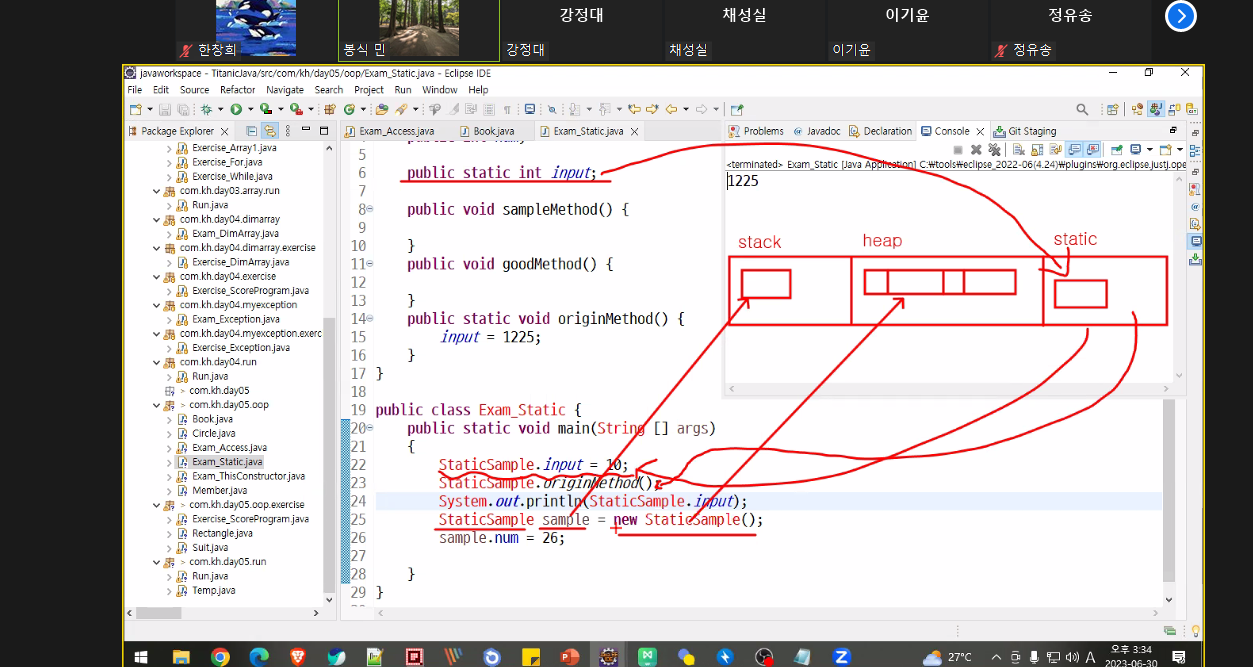 강정대
채성실
이기윤
정유송
한창희
봉식 민
강정대
채성실
이기윤
정유송
javaworkspace - TitanicJava/src/com/kh/day05/oop/Exam_Static.java - Eclipse IDE
File Edit Source Refactor Navigate Search Project Run Window Help
Package Explorer
Exam_Access.java
Book.java
Exam_Static.java
Problems
Javadoc
Declaration
Console
Git Staging
Exercise_Array1.java
Exercise_For.java
Exercise_While.java
com.kh.day03.array.run
Run.java
com.kh.day04.dimarray
Exam_DimArray.java
com.kh.day04.dimarray.exercise
Exercise_DimArray.java
com.kh.day04.exercise
Exercise_ScoreProgram.java
com.kh.day04.myexception
Exam_Exception.java
com.kh.day04.myexception.exerc
Exercise_Exception.java
com.kh.day04.run
Run.java
> com.kh.day05
> com.kh.day05.oop
Book.java
Circle.java
Exam_Access.java
Exam_Static.java
Exam_ThisConstructor.java
Member.java
> com.kh.day05.oop.exercise
Exercise_ScoreProgram.java
Rectangle.java
Suit.java
> com.kh.day05.run
Run.java
Temp.java
5
6 public static int input;
7
8 public void sampleMethod() {
9
10 }
11 public void goodMethod() {
12
13 }
14 public static void originMethod() {
15 input = 1225;
16 }
17 }
18
19 public class Exam_Static {
20 public static void main(String [] args)
21 {
22 StaticSample.input = 10;
23 StaticSample.originMethod();
24 System.out.println(StaticSample.input);
25 StaticSample sample = new StaticSample();
26 sample.num = 26;
27
28 }
29 }
<terminated> Exam_Static [Java Application] C:₩tools₩eclipse_2022-06(4.24)₩plugins₩org.eclipse.justj.ope
1225
stack
heap
static
27°C
A
오후 3:34
2023-06-30